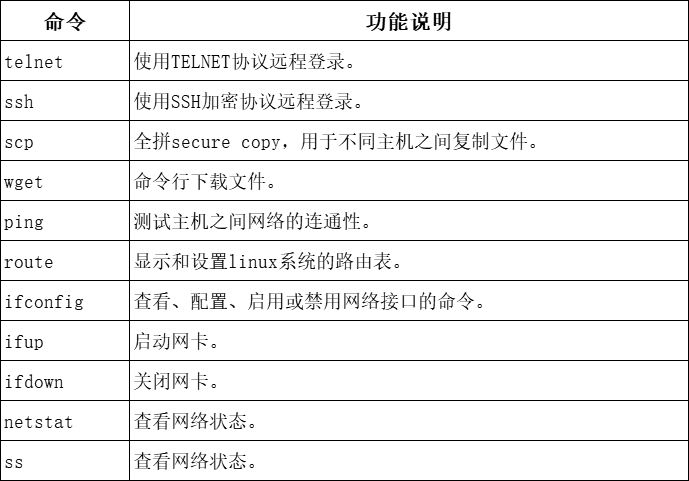 命令 功能说明
telnet 使用TELNET协议远程登录。
ssh 使用SSH加密协议远程登录。
scp 全拼secure copy，用于不同主机之间复制文件。
wget 命令行下载文件。
ping 测试主机之间网络的连通性。
route 显示和设置linux系统的路由表。
ifconfig 查看、配置、启用或禁用网络接口的命令。
ifup 启动网卡。
ifdown 关闭网卡。
netstat 查看网络状态。
ss 查看网络状态。